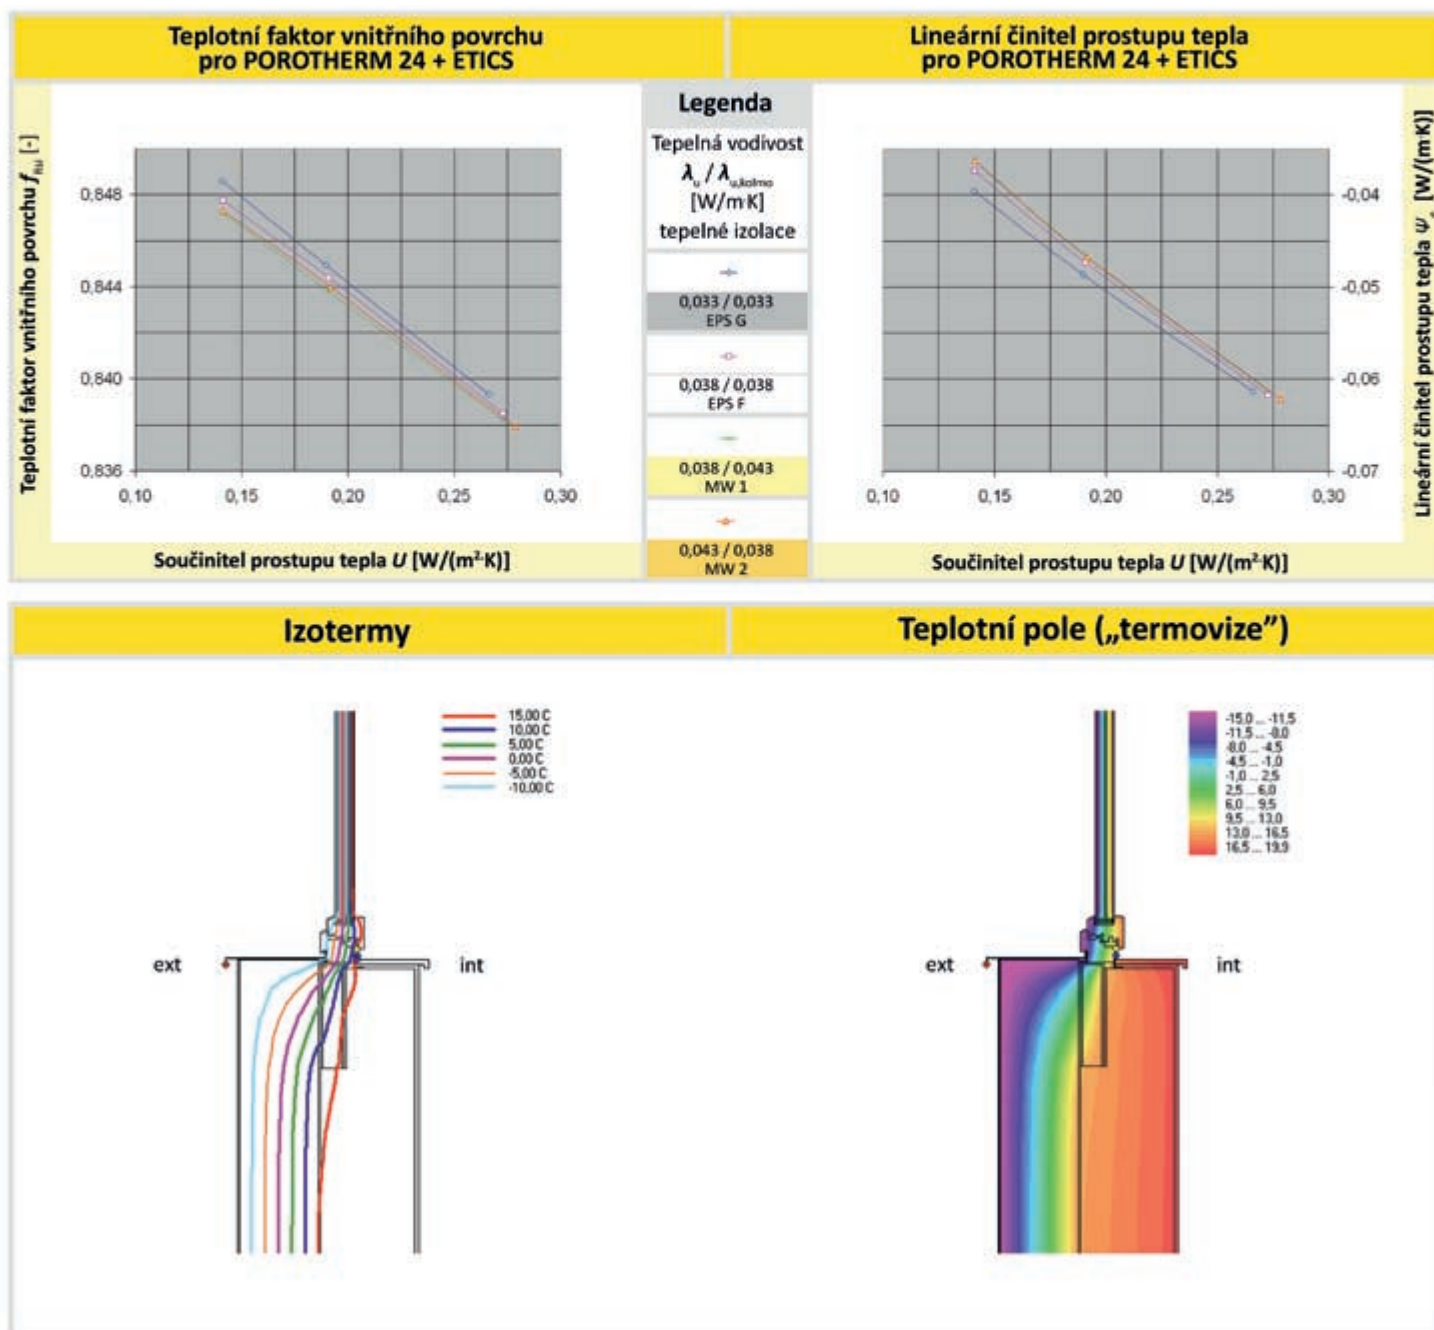 Teplotní faktor vnitřního povrchu
pro POROTHERM 24 + ETICS
Lineární činitel prostupu tepla
pro POROTHERM 24 + ETICS
Teplotní faktor vnitřního povrchu f [-]
0,848
0,844
0,840
0,836
0,10
0,15
0,20
0,25
0,30
Součinitel prostupu tepla U [W/(m²·K)]
Legenda
Tepelná vodivost
λu / λu,kolmo
[W/m·K]
tepelné izolace
0,033 / 0,033
EPS G
0,038 / 0,038
EPS F
0,038 / 0,043
MW 1
0,043 / 0,038
MW 2
-0,04
-0,05
-0,06
-0,07
0,10
0,15
0,20
0,25
0,30
Lineární činitel prostupu tepla Ψ [W/(m·K)]
Součinitel prostupu tepla U [W/(m²·K)]
Izotermy
Teplotní pole („termovize”)
15,00 C
10,00 C
5,00 C
0,00 C
-5,00 C
-10,00 C
ext
int
-15,0 ... -11,5
-11,5 ... -8,0
-8,0 ... -4,5
-4,5 ... -1,0
-1,0 ... 2,5
2,5 ... 6,0
6,0 ... 9,5
9,5 ... 13,0
13,0 ... 16,5
16,5 ... 19,9
ext
int